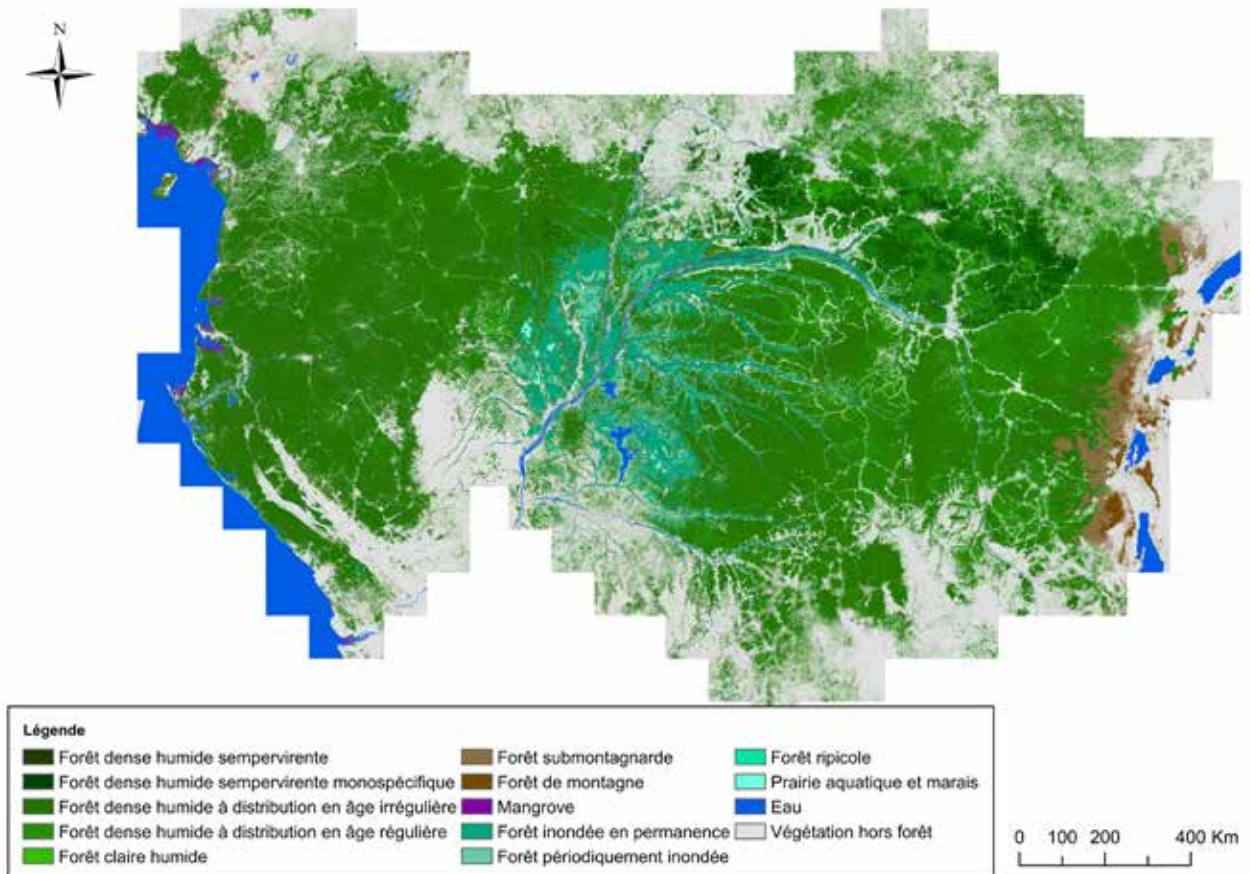 N
Légende
Forêt dense humide sempervirente
Forêt dense humide sempervirente monospécifique
Forêt dense humide à distribution en âge irrégulière
Forêt dense humide à distribution en âge régulière
Forêt claire humide
Forêt submontagnarde
Forêt de montagne
Mangrove
Forêt inondée en permanence
Forêt périodiquement inondée
Forêt ripicole
Prairie aquatique et marais
Eau
Végétation hors forêt
0 100 200 400 Km